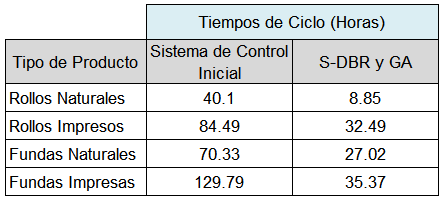 Tiempos de Ciclo (Horas)
Tipo de Producto Sistema de Control Inicial S-DBR y GA
Rollos Naturales 40.1 8.85
Rollos Impresos 84.49 32.49
Fundas Naturales 70.33 27.02
Fundas Impresas 129.79 35.37